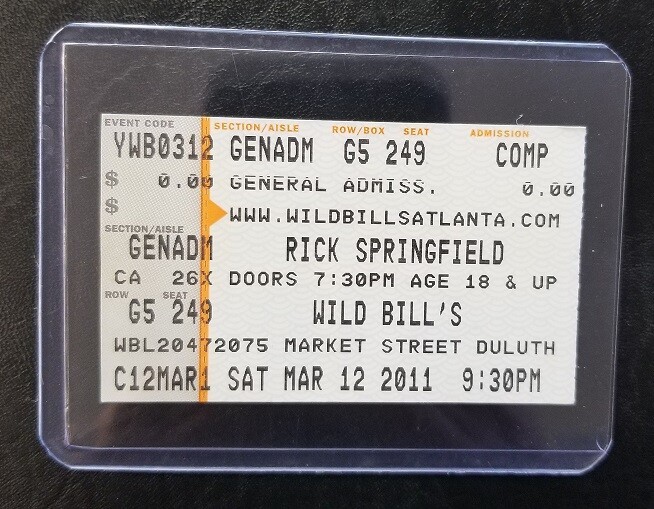 EVENT CODE SECTION/AISLE ROW/BOX SEAT ADMISSION
YWB0312 GENADM G5 249 COMP
$ 0.00 GENERAL ADMISS. 0.00
$ WWW.WILDBILLSATLANTA.COM
SECTION/AISLE
GENADM RICK SPRINGFIELD
CA 26X DOORS 7:30PM AGE 18 & UP
ROW SEAT
G5 249 WILD BILL'S
WBL2047 2075 MARKET STREET DULUTH
C12MAR1 SAT MAR 12 2011 9:30PM